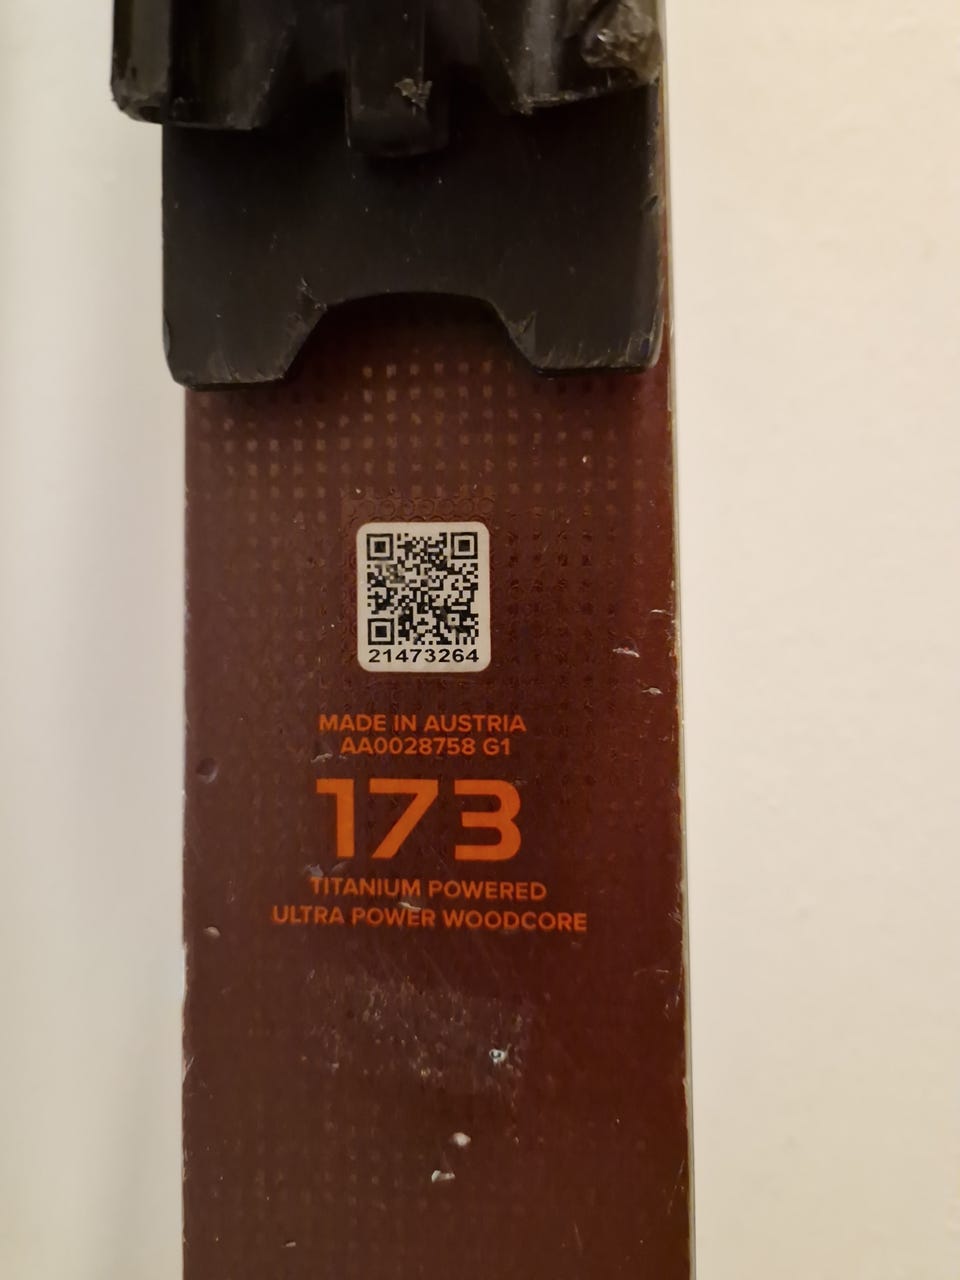 21473264
MADE IN AUSTRIA
AA0028758 G1
173
TITANIUM POWERED
ULTRA POWER WOODCORE